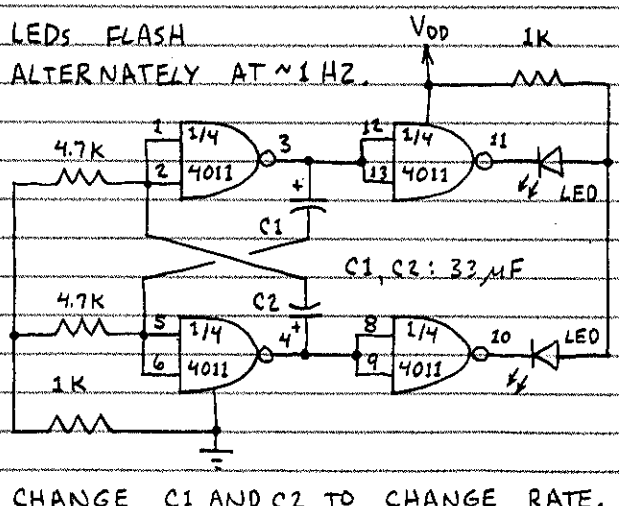 LEDs FLASH
ALTERNATELY AT ~1 HZ.
VDD
1K
4.7K
1
2
1/4
4011
3
12
13
1/4
4011
11
LED
+
C1
C1, C2: 33 µF
C2
+
4.7K
5
6
1/4
4011
4
8
9
1/4
4011
10
LED
1K
CHANGE C1 AND C2 TO CHANGE RATE.